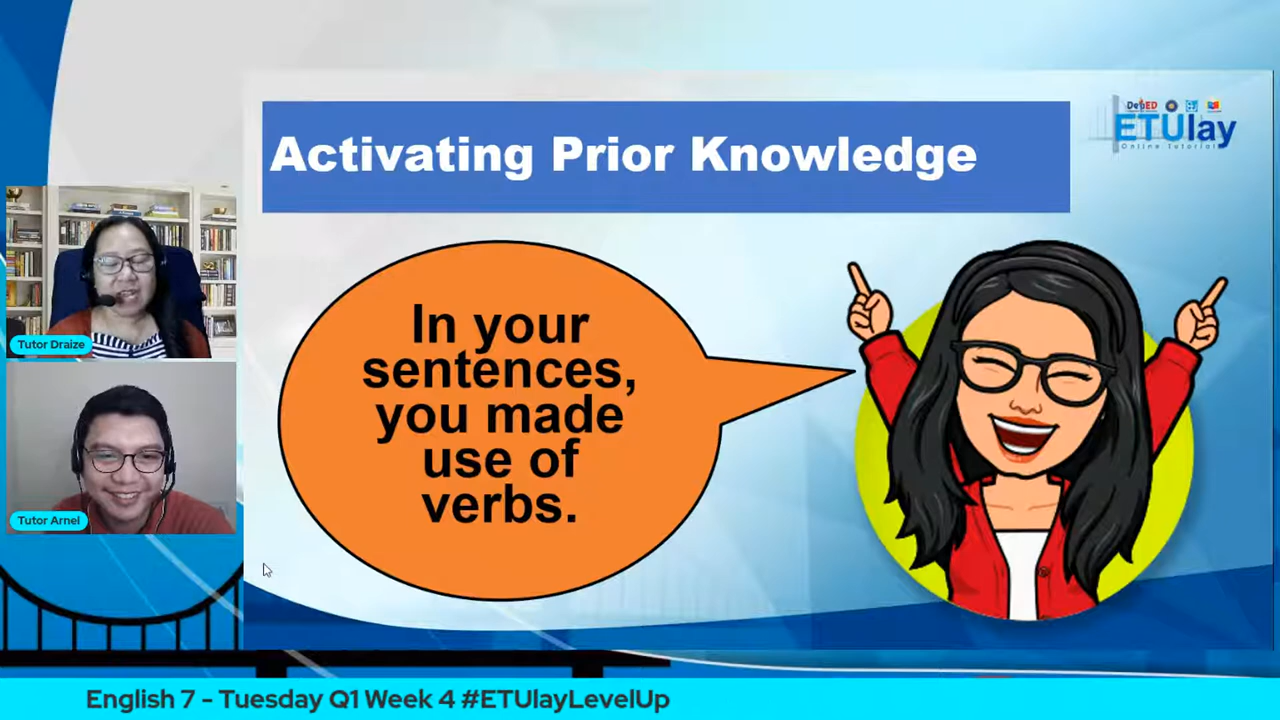 Activating Prior Knowledge
DepED
ETUlay
Online Tutorial
In your
sentences,
you made
use of
verbs.
Tutor Draize
Tutor Arnel
English 7 - Tuesday Q1 Week 4 #ETUlayLevelUp